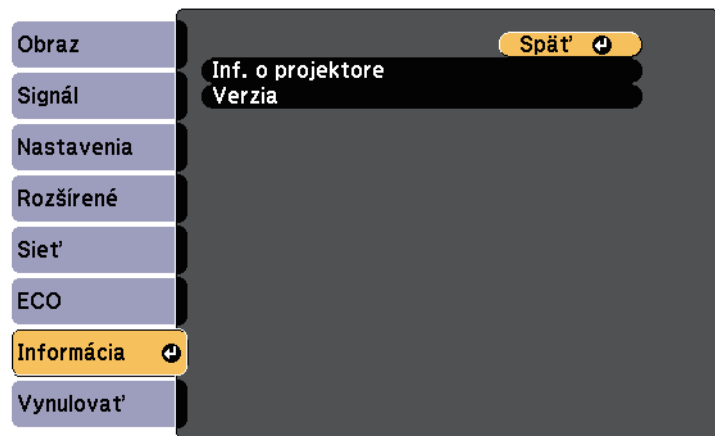 Obraz
Signál
Nastavenia
Rozšírené
Sieť
ECO
Informácia
Vynulovať
Späť
Inf. o projektore
Verzia